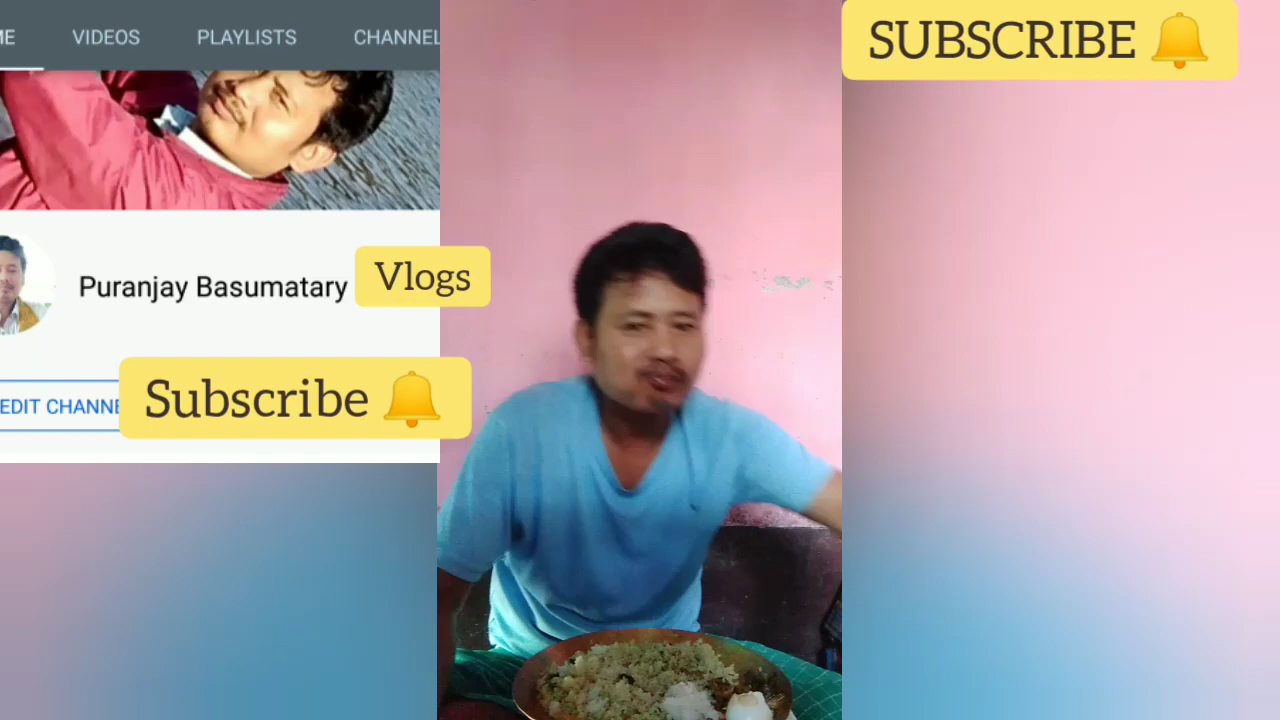 ME VIDEOS PLAYLISTS CHANNEL
SUBSCRIBE
Puranjay Basumatary Vlogs
Subscribe
EDIT CHANNE